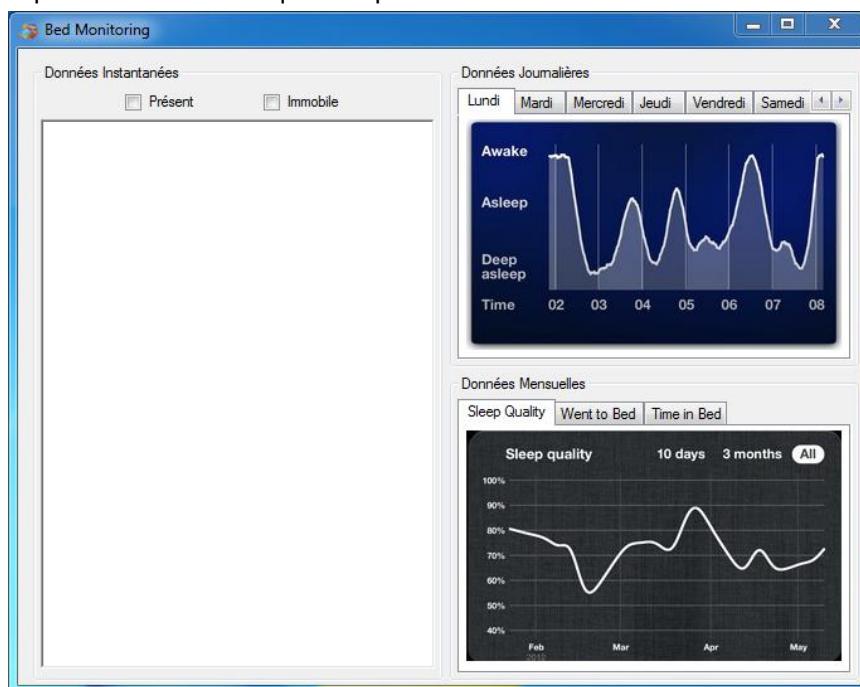 Bed Monitoring
Données Instantanées
Présent Immobile
Données Journalières
Lundi Mardi Mercredi Jeudi Vendredi Samedi
Awake
Asleep
Deep
asleep
Time 02 03 04 05 06 07 08
Données Mensuelles
Sleep Quality Went to Bed Time in Bed
Sleep quality 10 days 3 months All
100%
90%
80%
70%
60%
50%
40%
Feb Mar Apr May